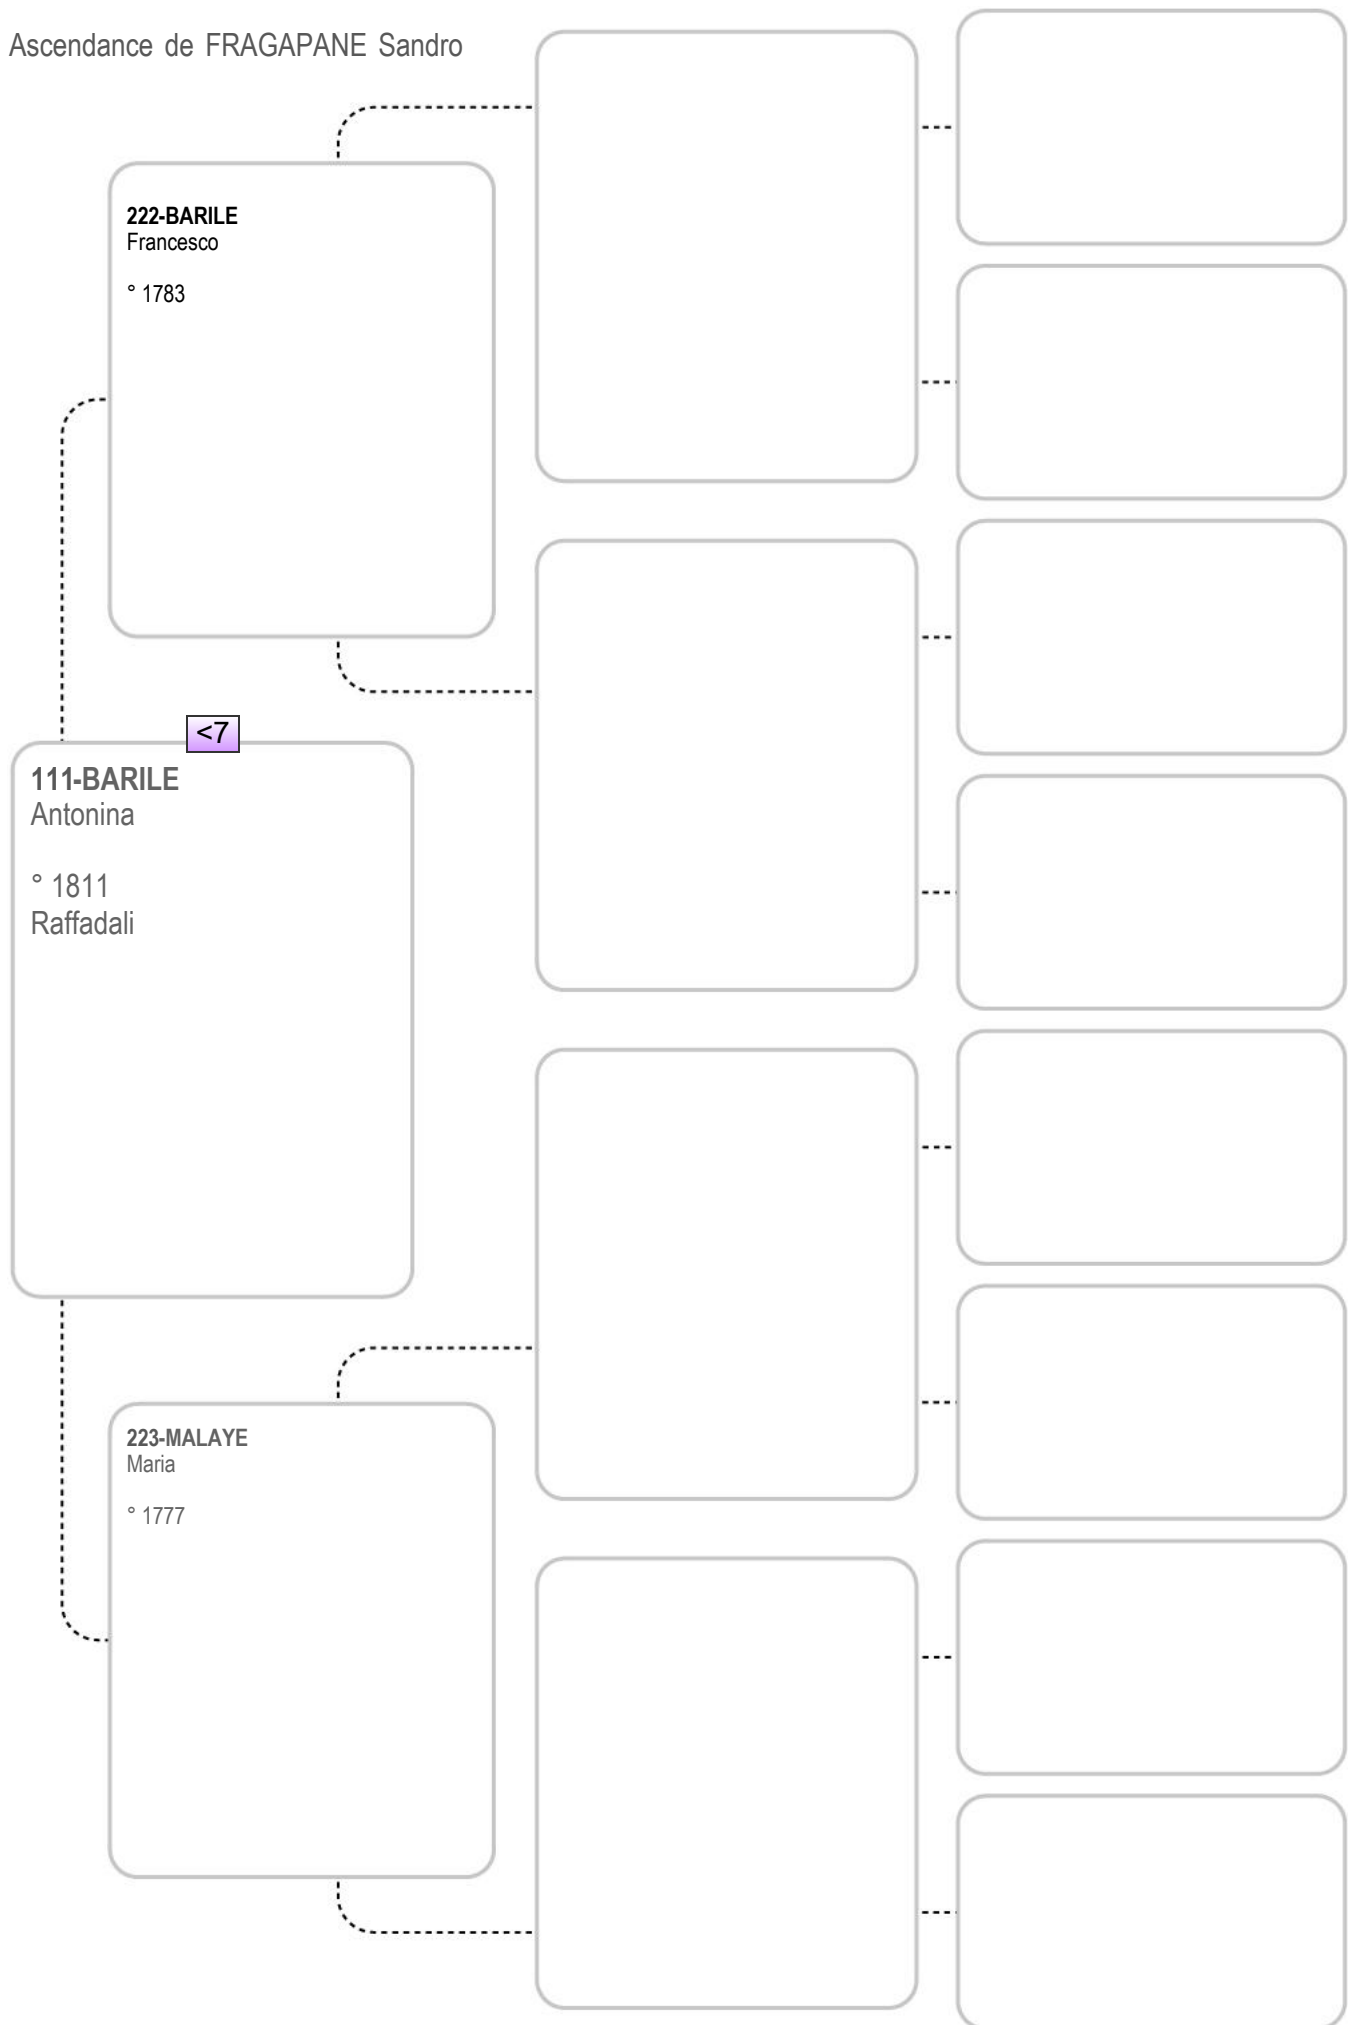 Ascendance de FRAGAPANE Sandro
222-BARILE
Francesco
° 1783
<7
111-BARILE
Antonina
° 1811
Raffadali
223-MALAYE
Maria
° 1777